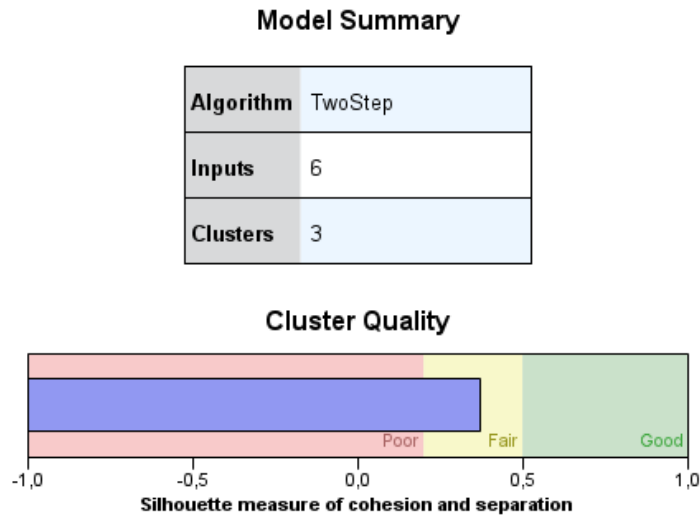 Model Summary
Algorithm TwoStep
Inputs 6
Clusters 3
Cluster Quality
Poor Fair Good
-1,0 -0,5 0,0 0,5 1,0
Silhouette measure of cohesion and separation